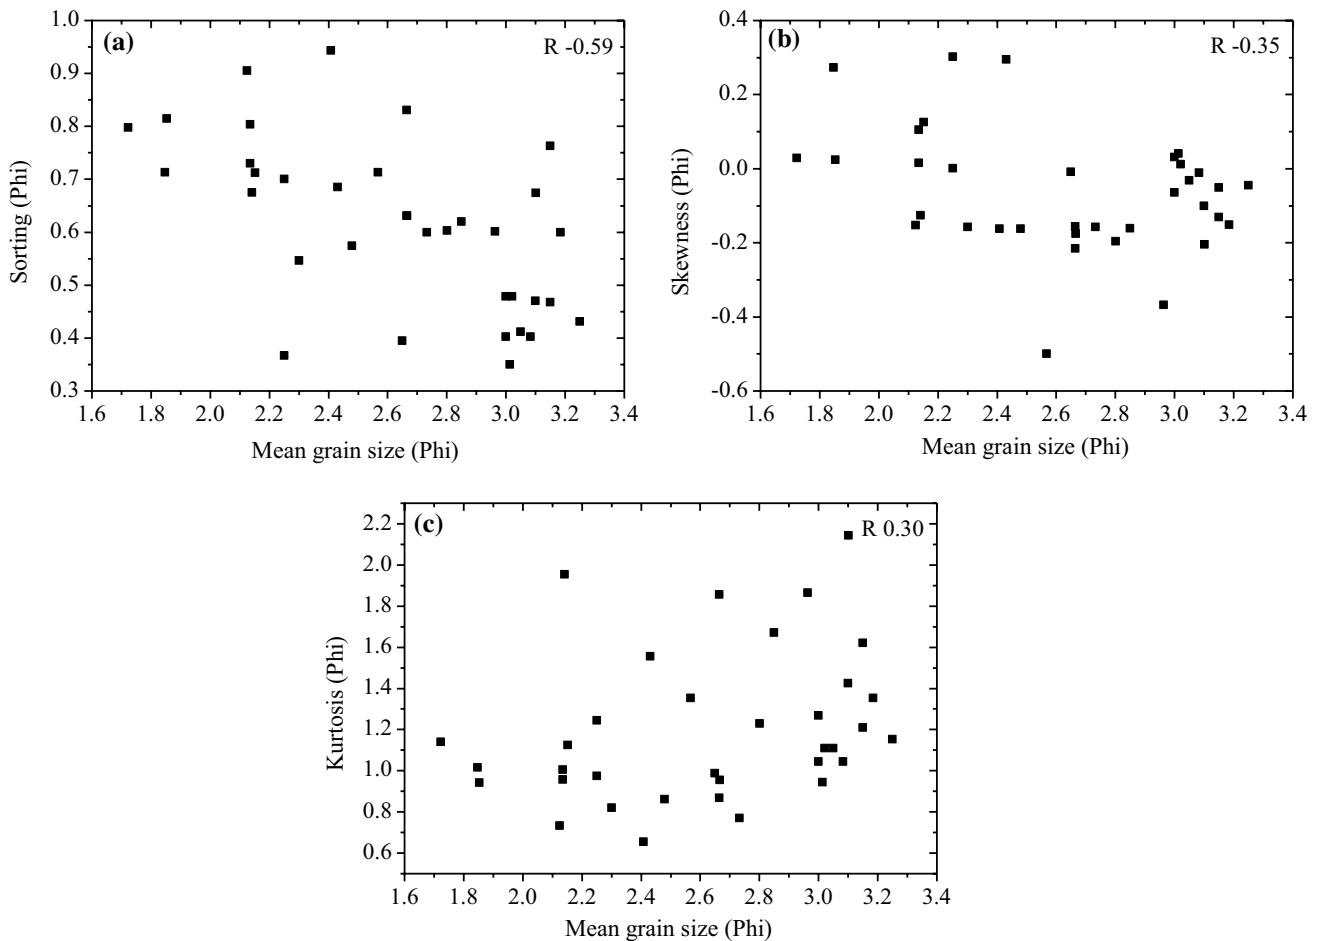 (a)
R -0.59
1.0
0.9
0.8
0.7
0.6
0.5
0.4
0.3
Sorting (Phi)
1.6 1.8 2.0 2.2 2.4 2.6 2.8 3.0 3.2 3.4
Mean grain size (Phi)
(b)
R -0.35
0.4
0.2
0.0
-0.2
-0.4
-0.6
Skewness (Phi)
1.6 1.8 2.0 2.2 2.4 2.6 2.8 3.0 3.2 3.4
Mean grain size (Phi)
(c)
R 0.30
2.2
2.0
1.8
1.6
1.4
1.2
1.0
0.8
0.6
Kurtosis (Phi)
1.6 1.8 2.0 2.2 2.4 2.6 2.8 3.0 3.2 3.4
Mean grain size (Phi)